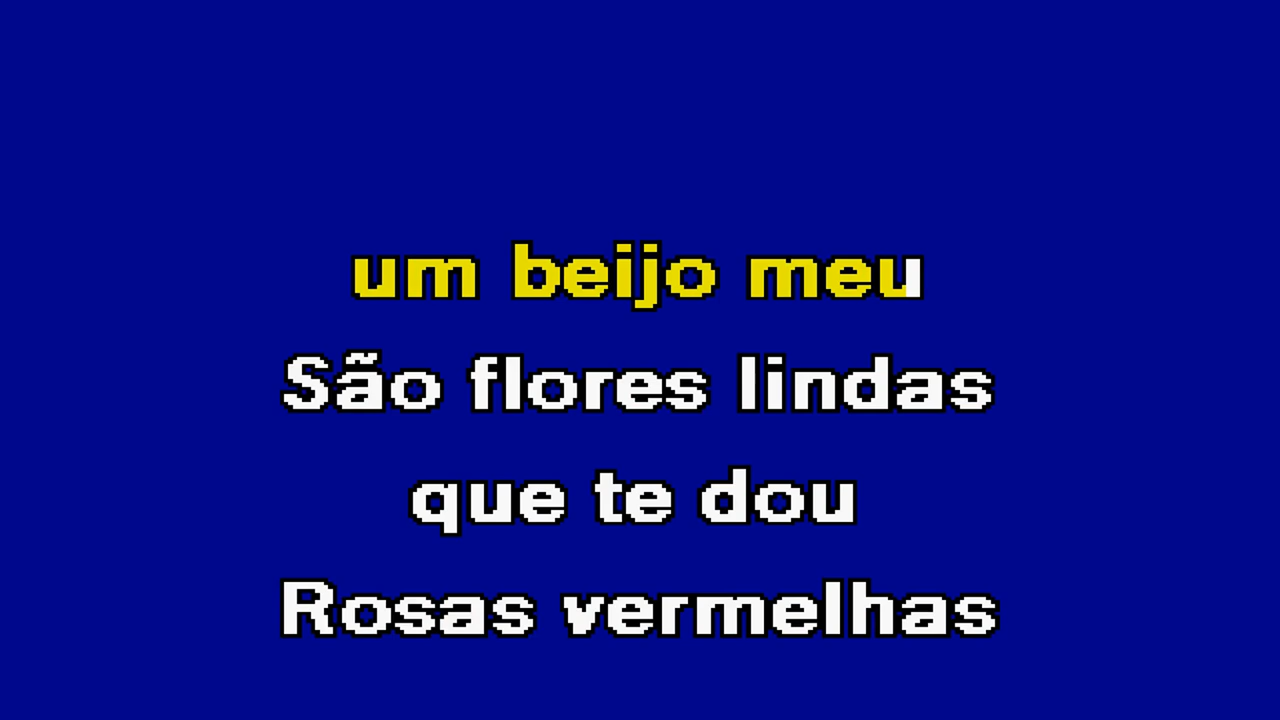 um beijo meu
São flores lindas
que te dou
Rosas vermelhas